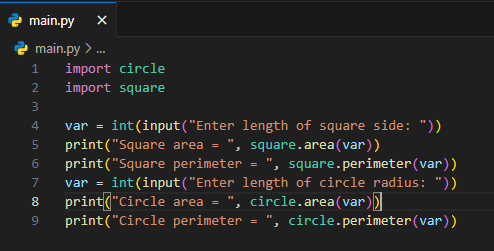 main.py
main.py > ...
1 import circle
2 import square
3
4 var = int(input("Enter length of square side: "))
5 print("Square area = ", square.area(var))
6 print("Square perimeter = ", square.perimeter(var))
7 var = int(input("Enter length of circle radius: "))
8 print("Circle area = ", circle.area(var))
9 print("Circle perimeter = ", circle.perimeter(var))